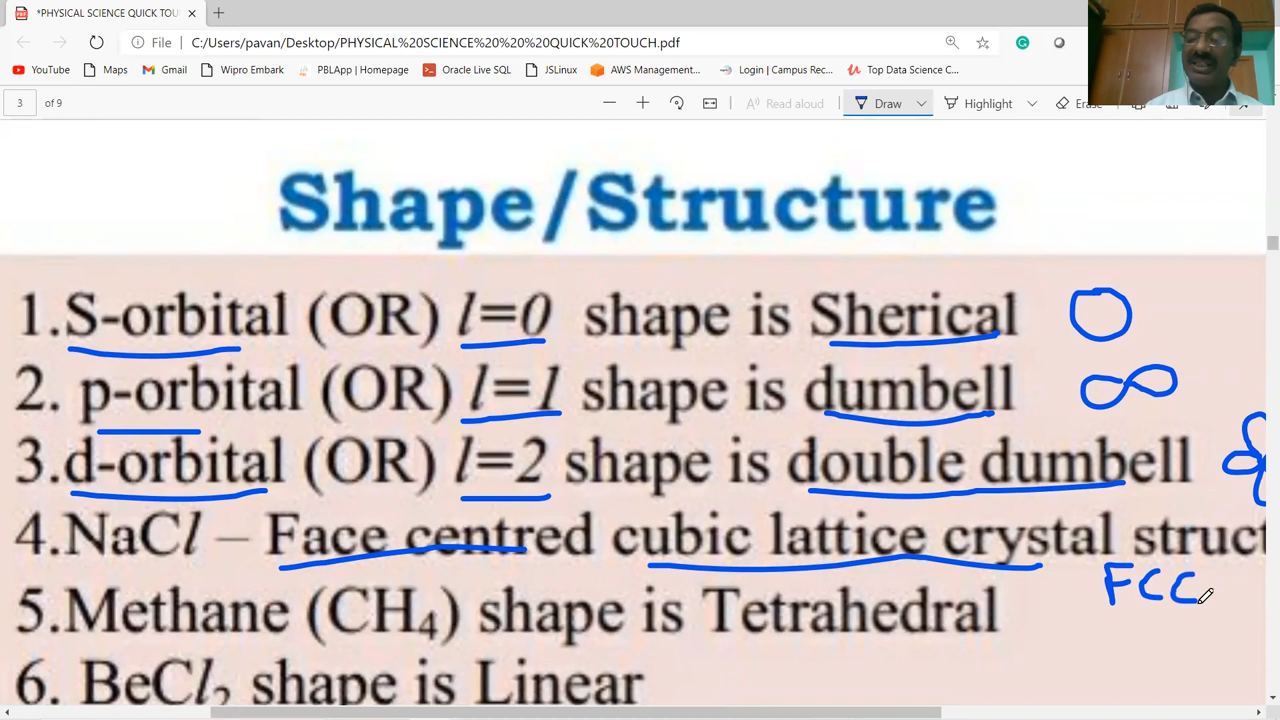 *PHYSICAL SCIENCE QUICK TOU
File C:/Users/pavan/Desktop/PHYSICAL%20SCIENCE%20%20%20QUICK%20TOUCH.pdf
YouTube Maps Gmail Wipro Embark PBLApp | Homepage Oracle Live SQL JSLinux AWS Management... Login | Campus Rec... Top Data Science C...
3 of 9 Read aloud Draw Highlight Erase
Shape/Structure
1.S-orbital (OR) l=0 shape is Sherical
2. p-orbital (OR) l=1 shape is dumbell
3.d-orbital (OR) l=2 shape is double dumbell
4.NaCl – Face centred cubic lattice crystal struct
FCC
5.Methane (CH₄) shape is Tetrahedral
6. BeCl₂ shape is Linear